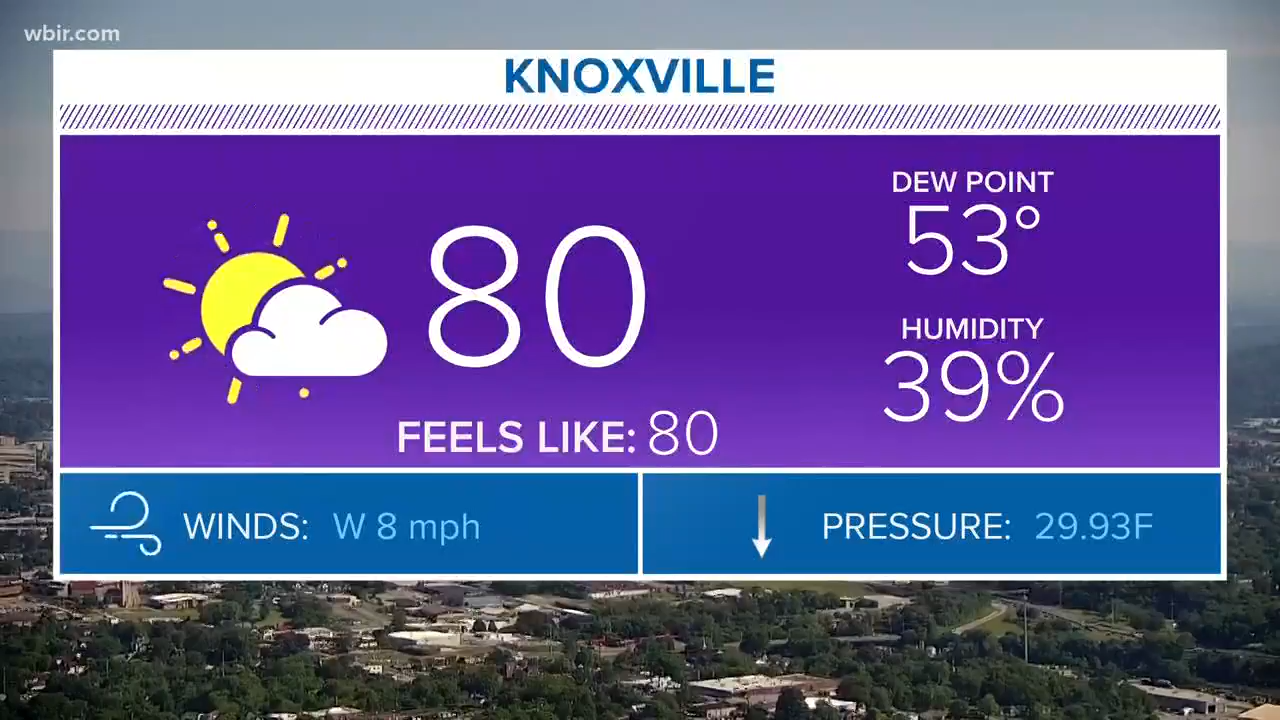 wbir.com
KNOXVILLE
80
FEELS LIKE: 80
DEW POINT
53°
HUMIDITY
39%
WINDS: W 8 mph
PRESSURE: 29.93F